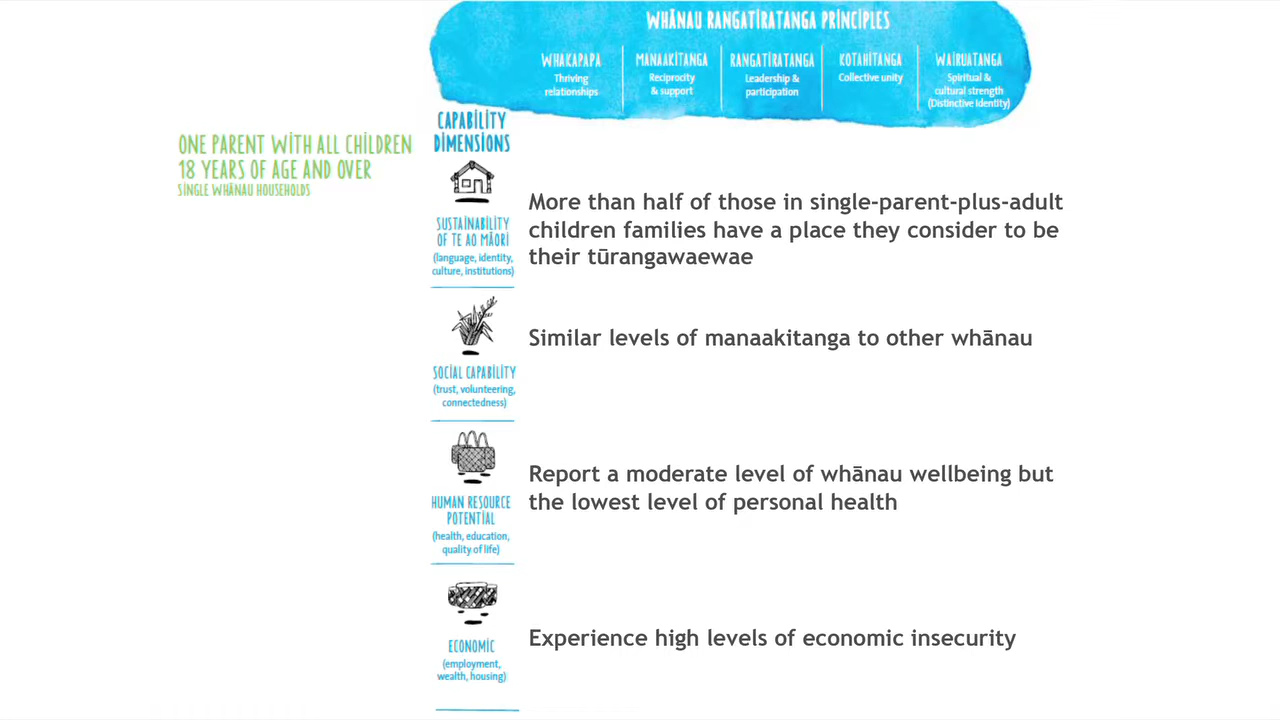 WHĀNAU RANGATIRATANGA PRINCIPLES
WHAKAPAPA
Thriving
relationships
MANAAKITANGA
Reciprocity
& support
RANGATIRATANGA
Leadership &
participation
KOTAHITANGA
Collective unity
WAIRUATANGA
Spiritual &
cultural strength
(Distinctive identity)
CAPABILITY
DIMENSIONS
ONE PARENT WITH ALL CHILDREN
18 YEARS OF AGE AND OVER
SINGLE WHĀNAU HOUSEHOLDS
SUSTAINABILITY
OF TE AO MĀORI
(language, identity,
culture, institutions)
More than half of those in single-parent-plus-adult
children families have a place they consider to be
their tūrangawaewae
SOCIAL CAPABILITY
(trust, volunteering,
connectedness)
Similar levels of manaakitanga to other whānau
HUMAN RESOURCE
POTENTIAL
(health, education,
quality of life)
Report a moderate level of whānau wellbeing but
the lowest level of personal health
ECONOMIC
(employment,
wealth, housing)
Experience high levels of economic insecurity